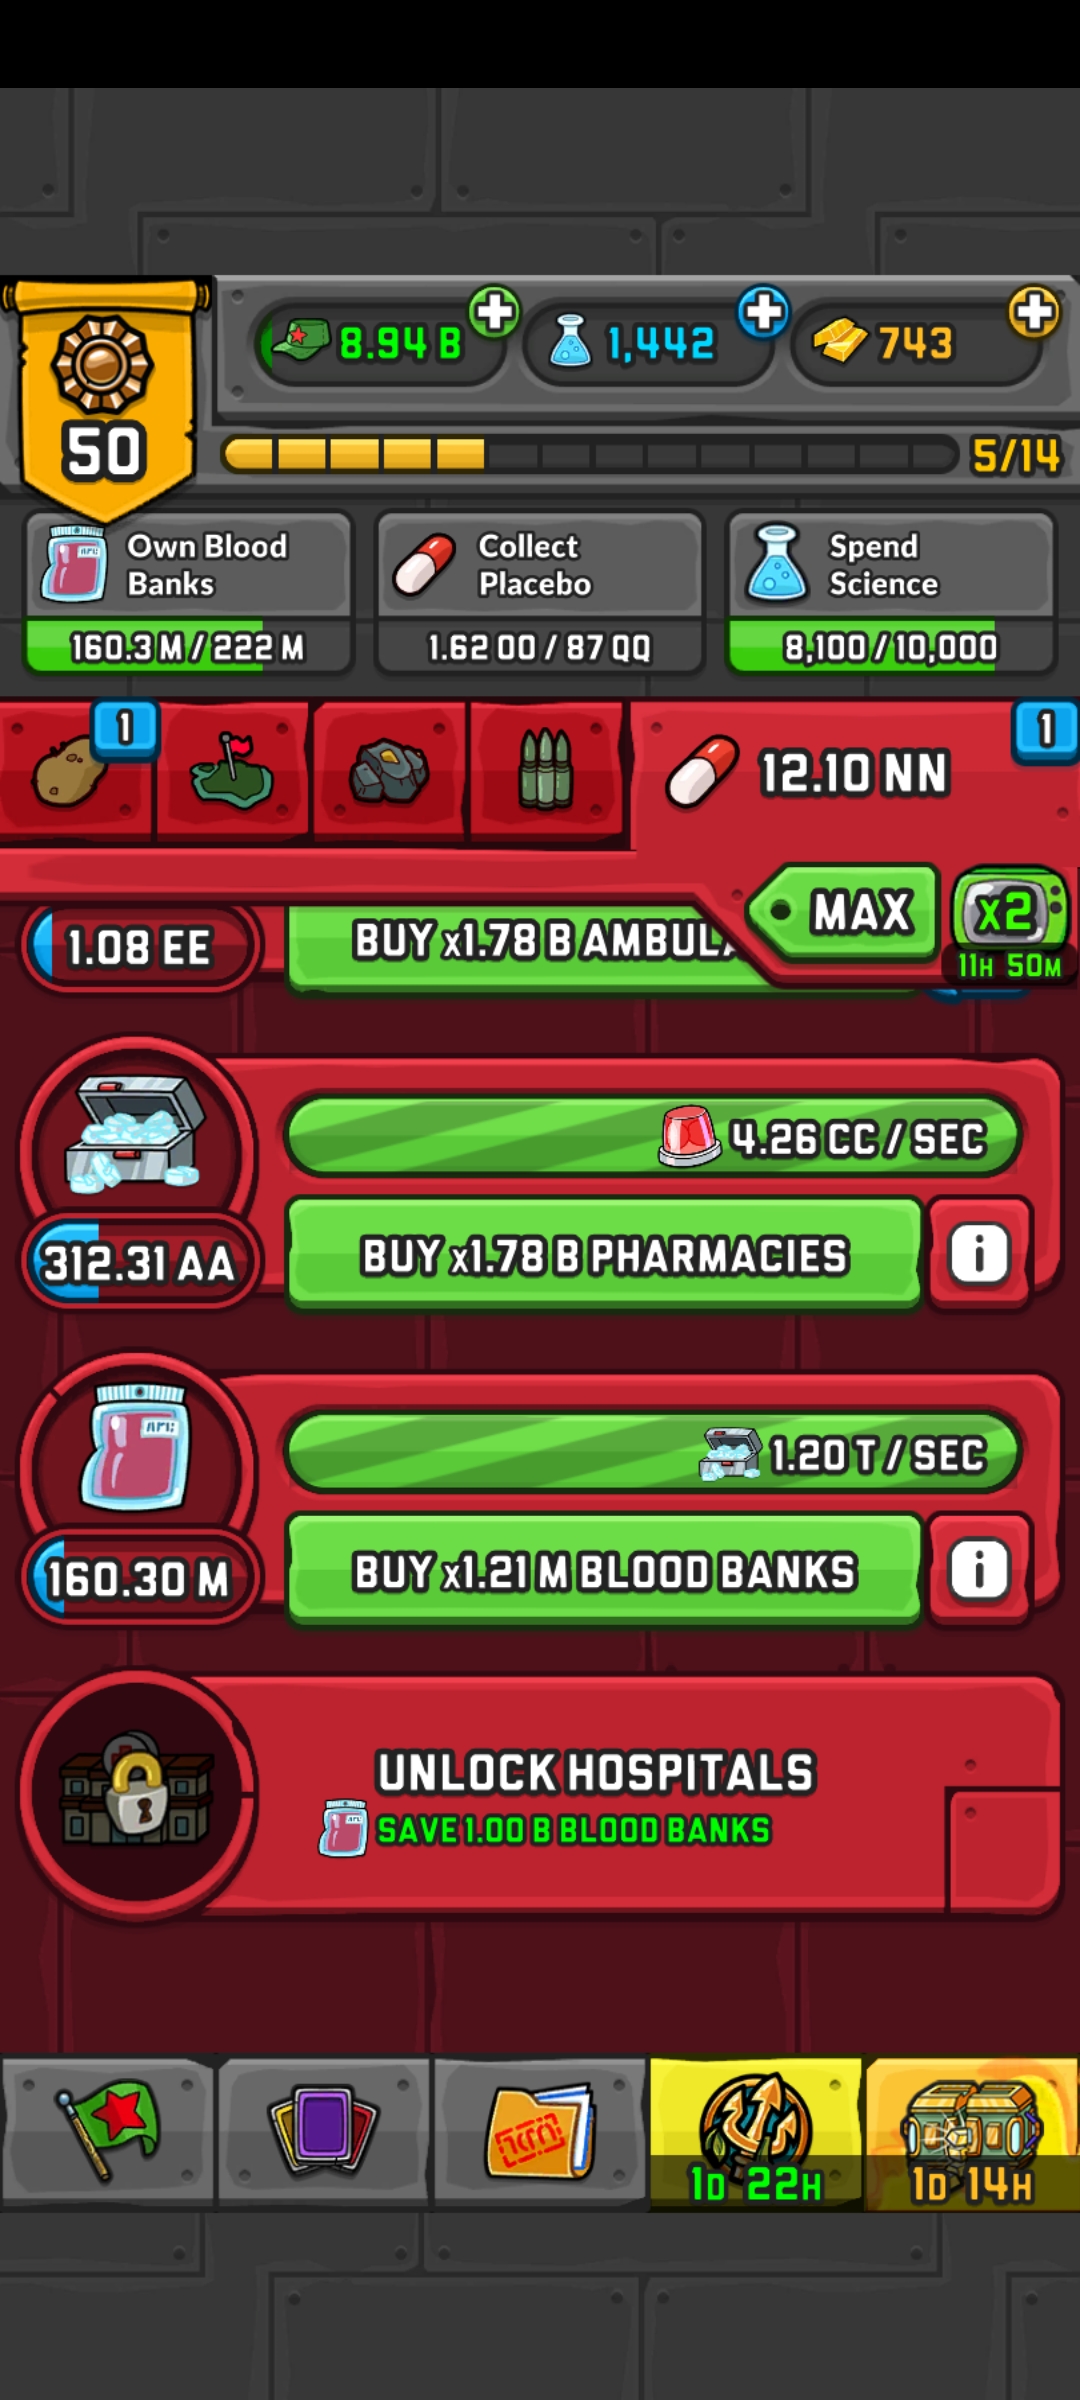 8.94 B
1,442
743
50
5/14
Own Blood
Banks
160.3 M / 222 M
Collect
Placebo
1.62 OO / 87 QQ
Spend
Science
8,100 / 10,000
1
12.10 NN
1
MAX
x2
11H 50M
1.08 EE
BUY x1.78 B
4.26 CC / SEC
312.31 AA
BUY x1.78 B PHARMACIES
i
1.20 T / SEC
160.30 M
BUY x1.21 M BLOOD BANKS
i
UNLOCK HOSPITALS
SAVE 1.00 B BLOOD BANKS
1D 22H
1D 14H